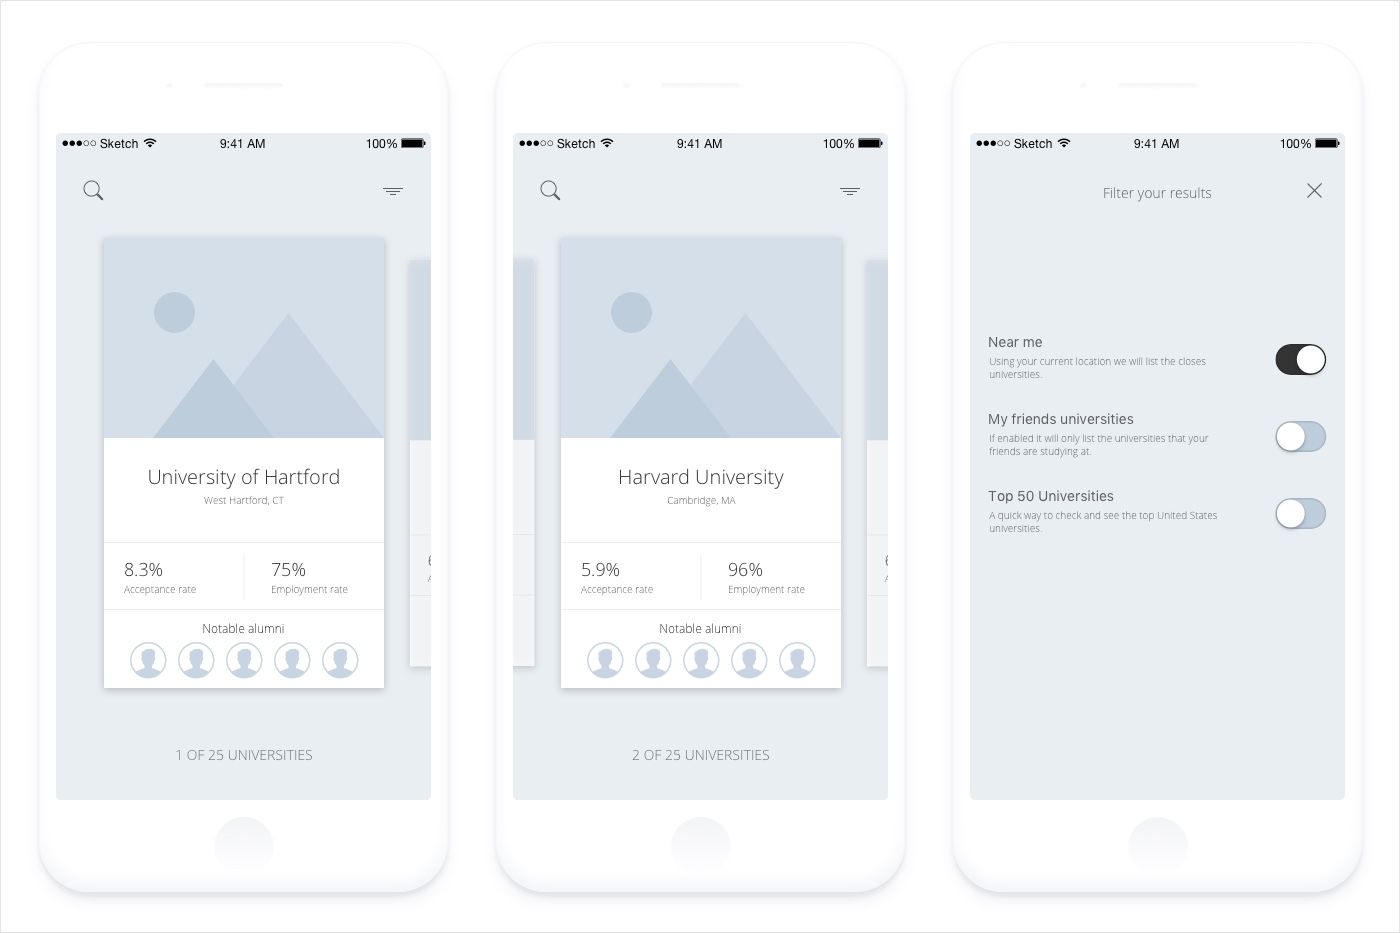 Sketch 9:41 AM 100%
University of Hartford
West Hartford, CT
8.3% 75%
Acceptance rate Employment rate
Notable alumni
1 OF 25 UNIVERSITIES
Sketch 9:41 AM 100%
Harvard University
Cambridge, MA
5.9% 96%
Acceptance rate Employment rate
Notable alumni
2 OF 25 UNIVERSITIES
Sketch 9:41 AM 100%
Filter your results
Near me
Using your current location we will list the closes
universities.
My friends universities
If enabled it will only list the universities that your
friends are studying at.
Top 50 Universities
A quick way to check and see the top United States
universities.